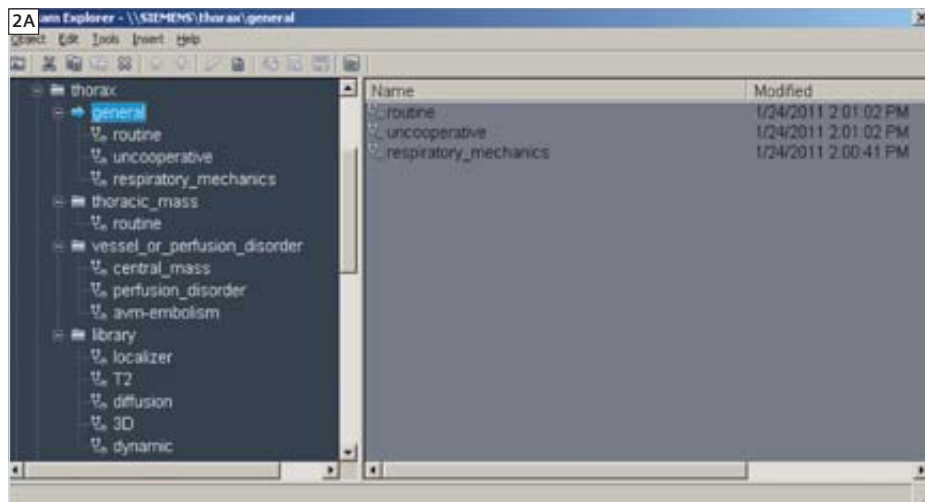 2A
am Explorer - \\SIEMENS\thorax\general
Object Edit Tools Insert Help
thorax
general
routine
uncooperative
respiratory_mechanics
thoracic_mass
routine
vessel_or_perfusion_disorder
central_mass
perfusion_disorder
avm-embolism
library
localizer
T2
diffusion
3D
dynamic
Name Modified
routine 1/24/2011 2:01:02 PM
uncooperative 1/24/2011 2:01:02 PM
respiratory_mechanics 1/24/2011 2:00:41 PM